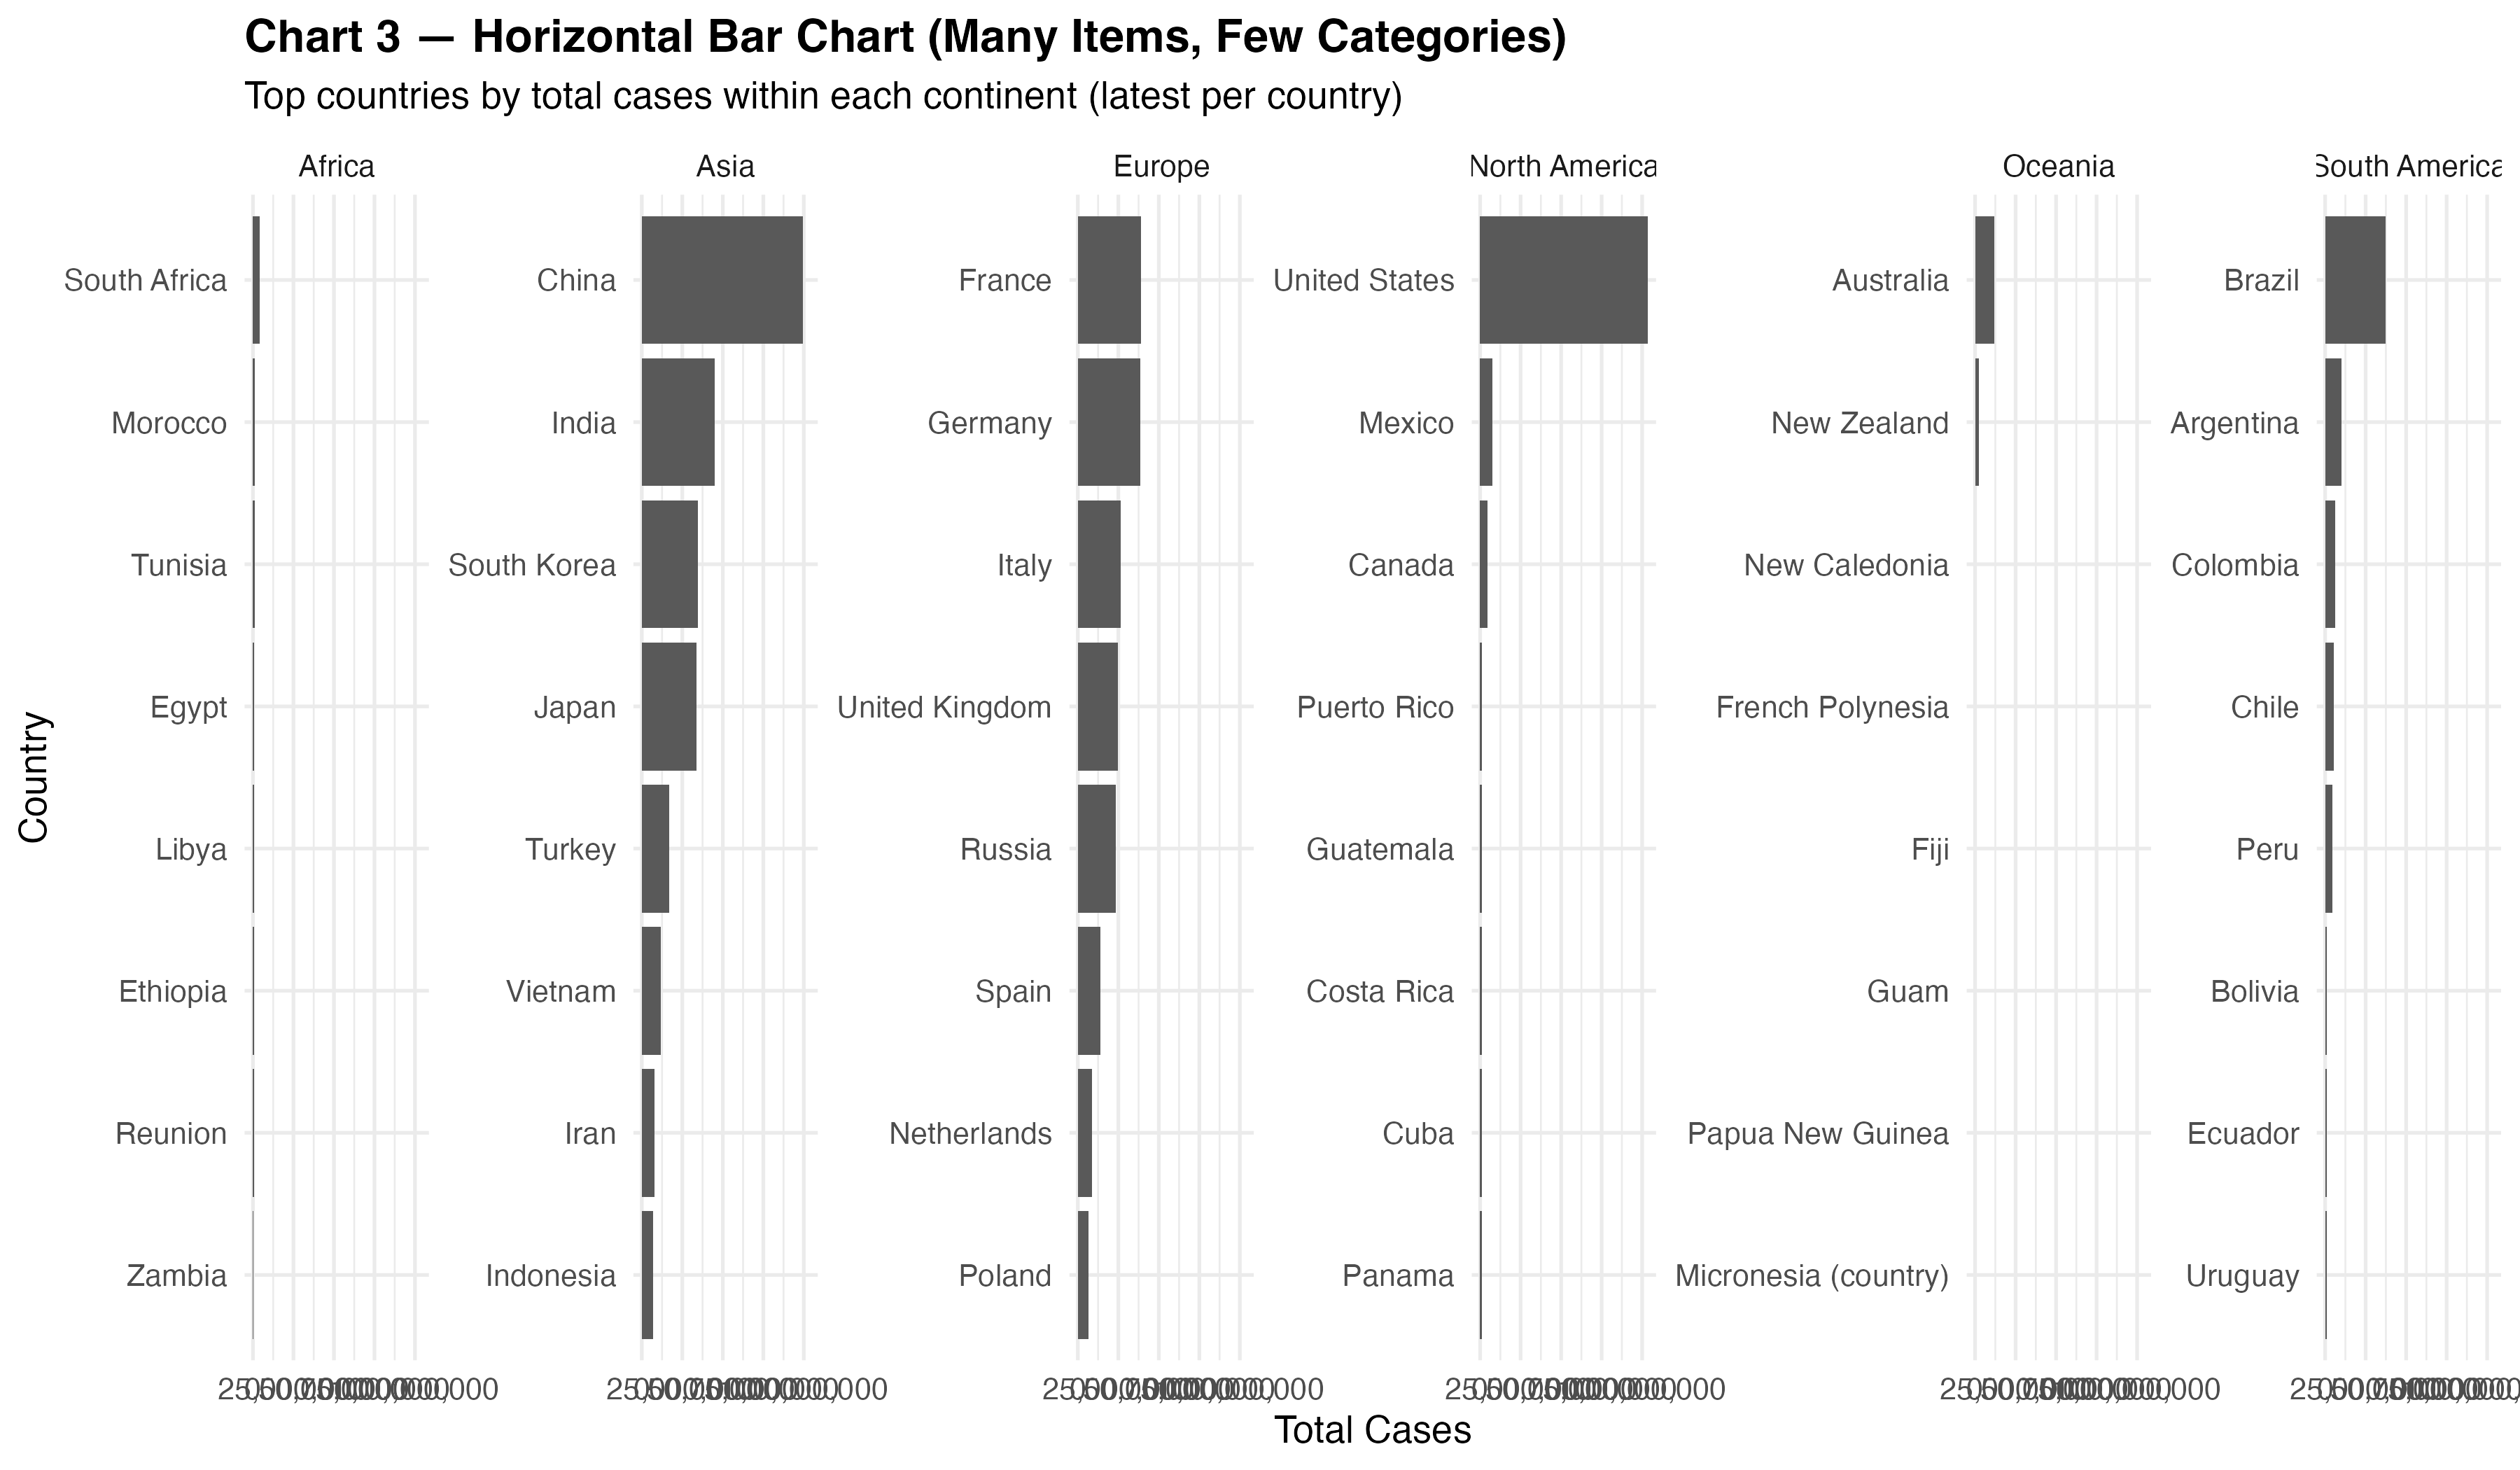 Chart 3 — Horizontal Bar Chart (Many Items, Few Categories)
Top countries by total cases within each continent (latest per country)
Country
Africa
South Africa
Morocco
Tunisia
Egypt
Libya
Ethiopia
Reunion
Zambia
Asia
China
India
South Korea
Japan
Turkey
Vietnam
Iran
Indonesia
Europe
France
Germany
Italy
United Kingdom
Russia
Spain
Netherlands
Poland
North America
United States
Mexico
Canada
Puerto Rico
Guatemala
Costa Rica
Cuba
Panama
Oceania
Australia
New Zealand
New Caledonia
French Polynesia
Fiji
Guam
Papua New Guinea
Micronesia (country)
South America
Brazil
Argentina
Colombia
Chile
Peru
Bolivia
Ecuador
Uruguay
Total Cases